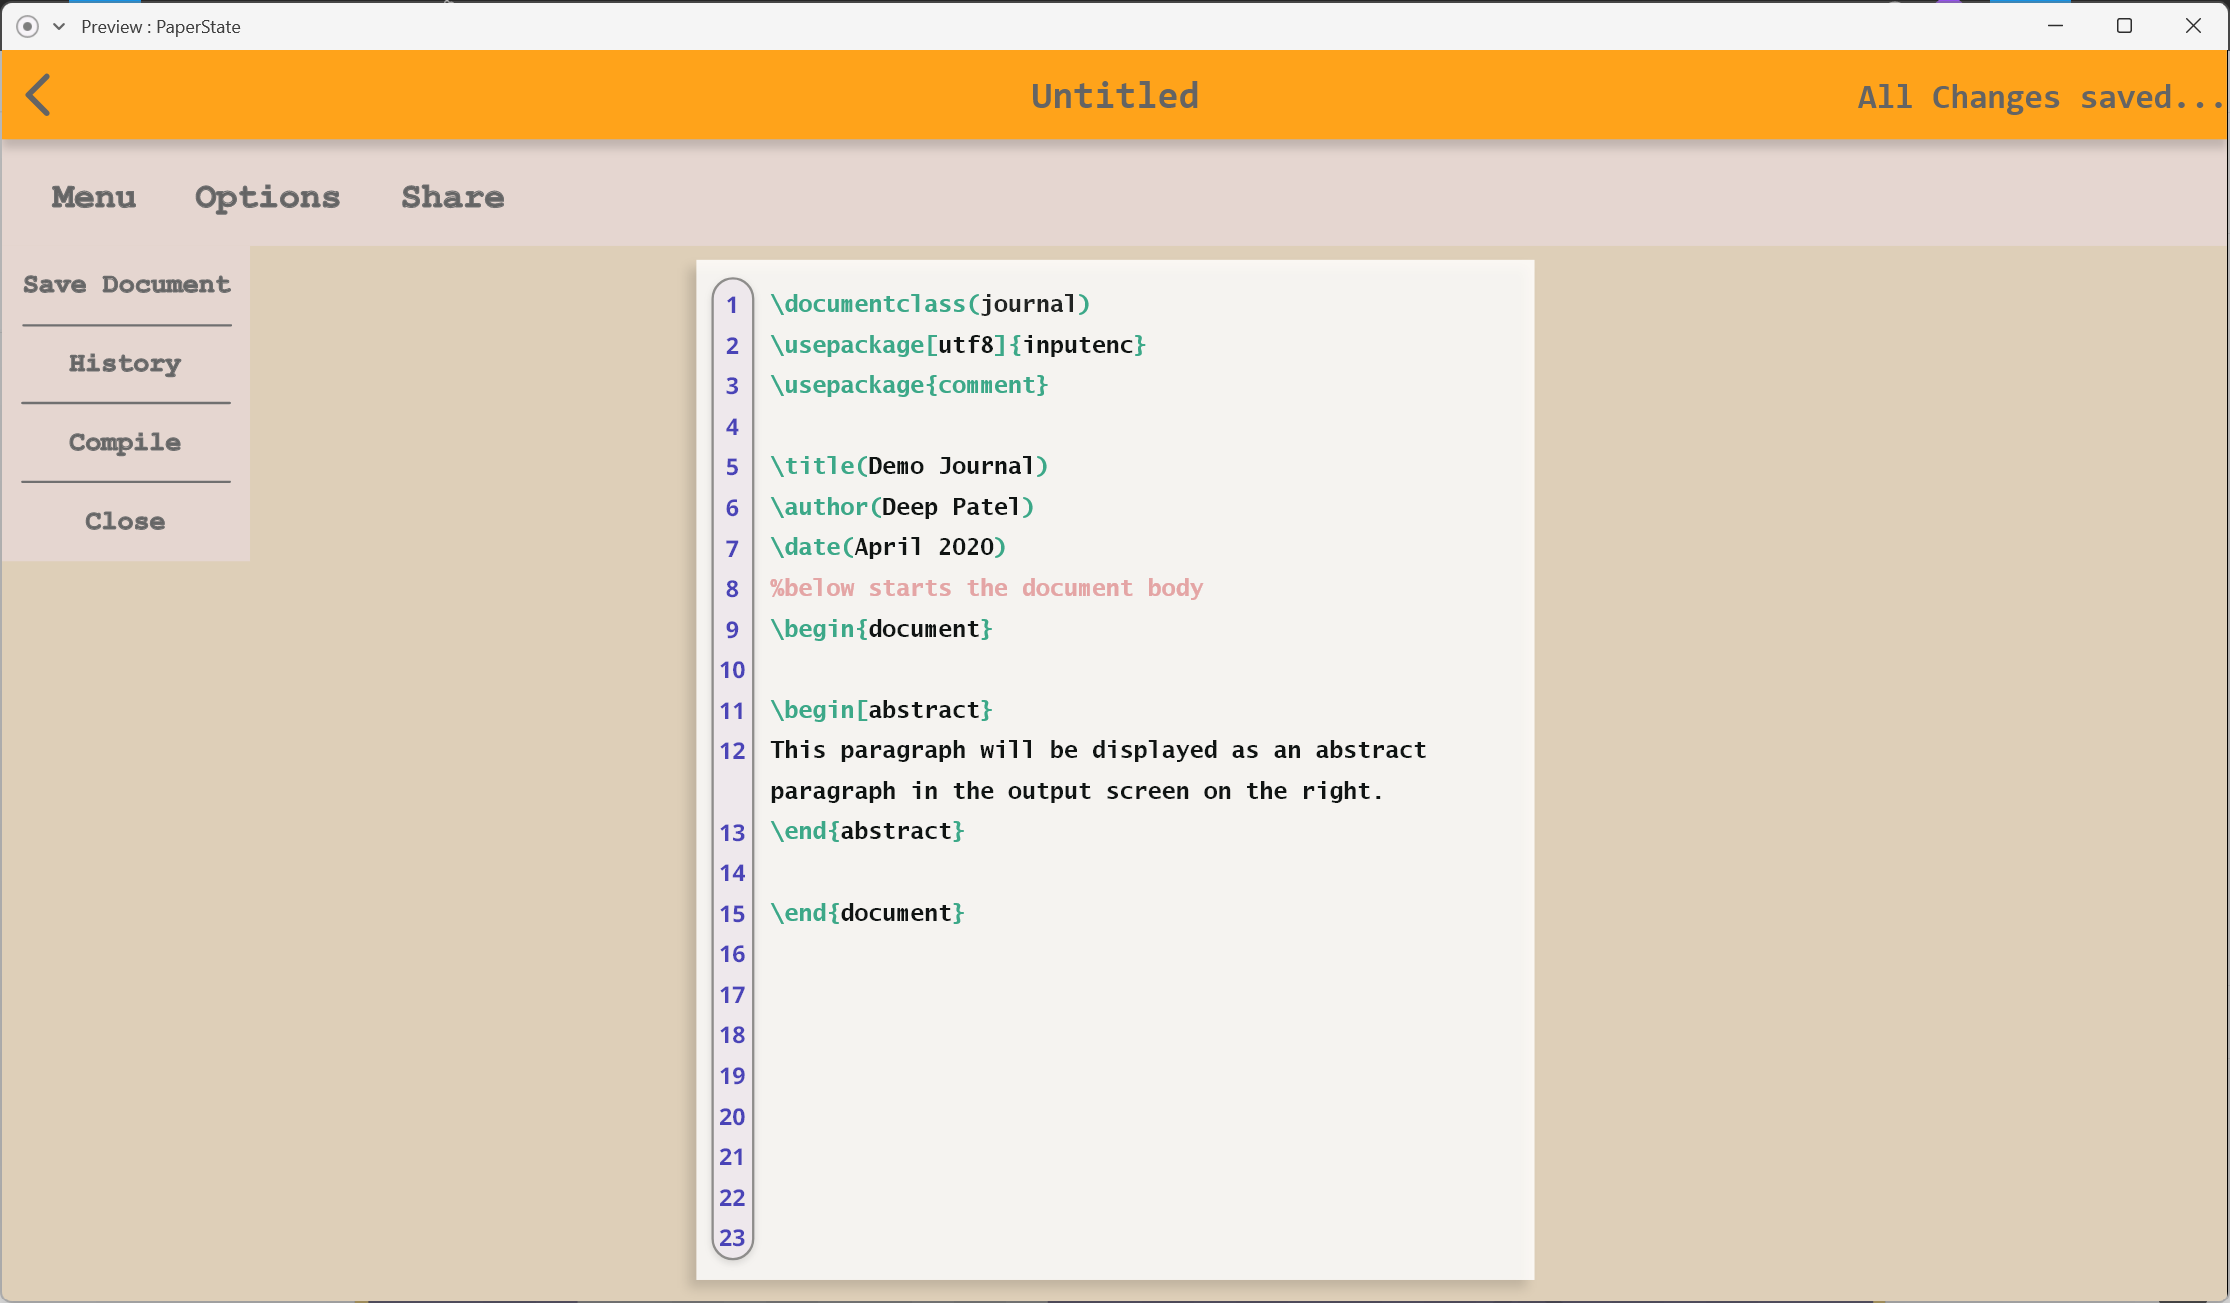 Preview : PaperState
Untitled
All Changes saved...
Menu Options Share
Save Document
History
Compile
Close
1 \documentclass(journal)
2 \usepackage[utf8]{inputenc}
3 \usepackage{comment}
4
5 \title(Demo Journal)
6 \author(Deep Patel)
7 \date(April 2020)
8 %below starts the document body
9 \begin{document}
10
11 \begin[abstract}
12 This paragraph will be displayed as an abstract
paragraph in the output screen on the right.
13 \end{abstract}
14
15 \end{document}
16
17
18
19
20
21
22
23